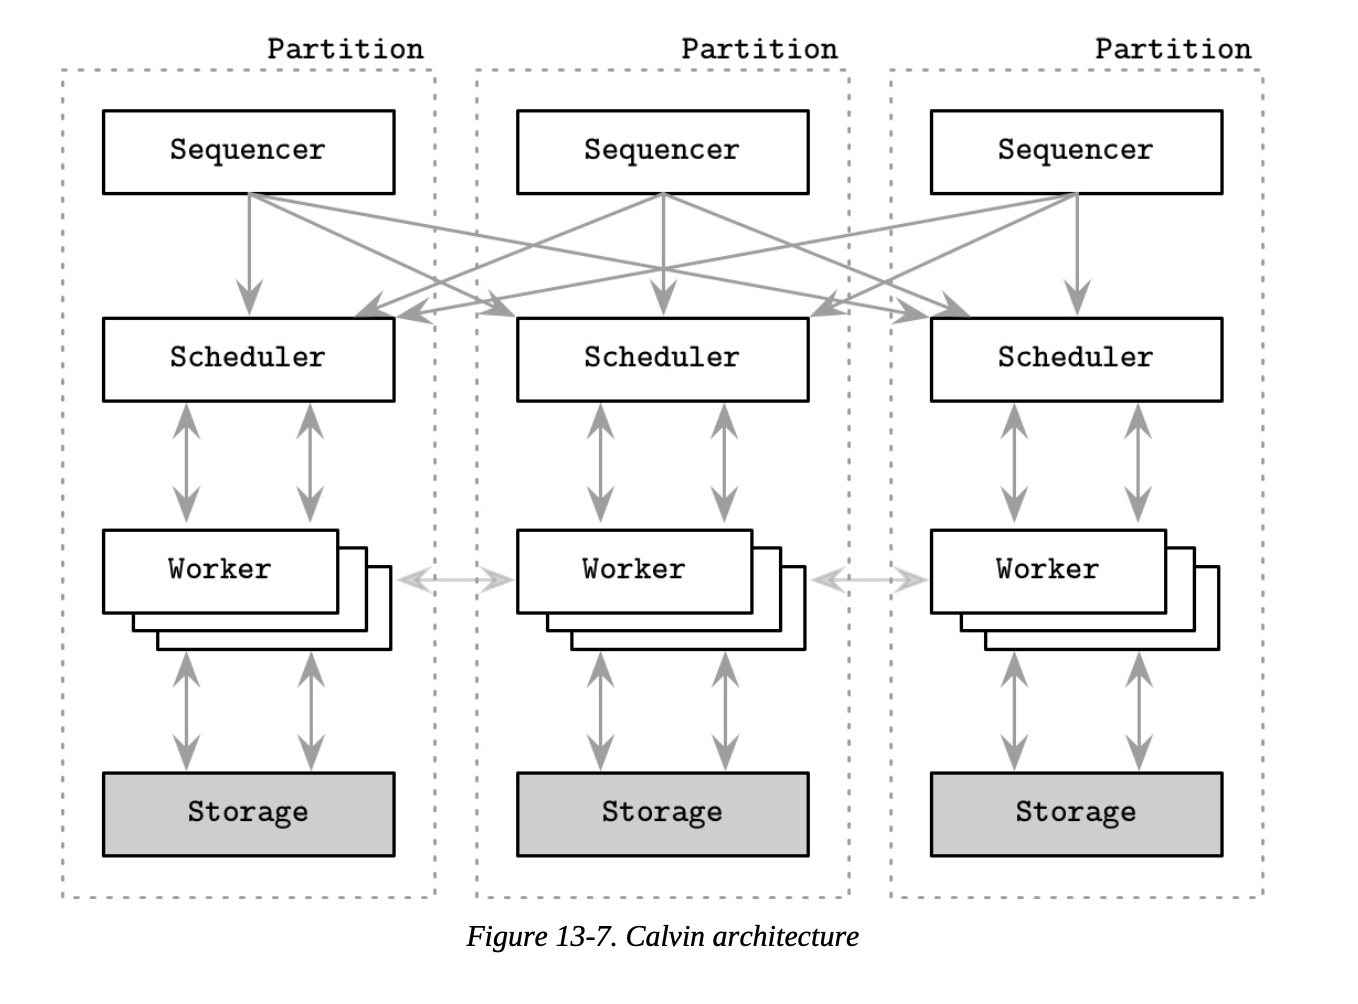 Partition Partition Partition
Sequencer Sequencer Sequencer
Scheduler Scheduler Scheduler
Worker Worker Worker
Storage Storage Storage
Figure 13-7. Calvin architecture